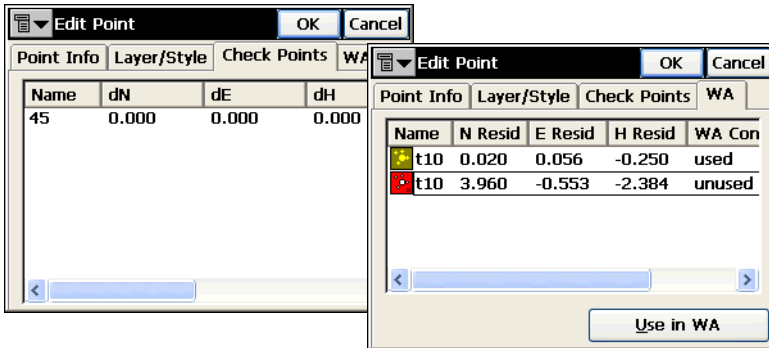 Edit Point OK Cancel
Point Info Layer/Style Check Points
Name dN dE dH
45 0.000 0.000 0.000
Edit Point OK Cancel
Point Info Layer/Style Check Points WA
Name N Resid E Resid H Resid WA Con
t10 0.020 0.056 -0.250 used
t10 3.960 -0.553 -2.384 unused
Use in WA